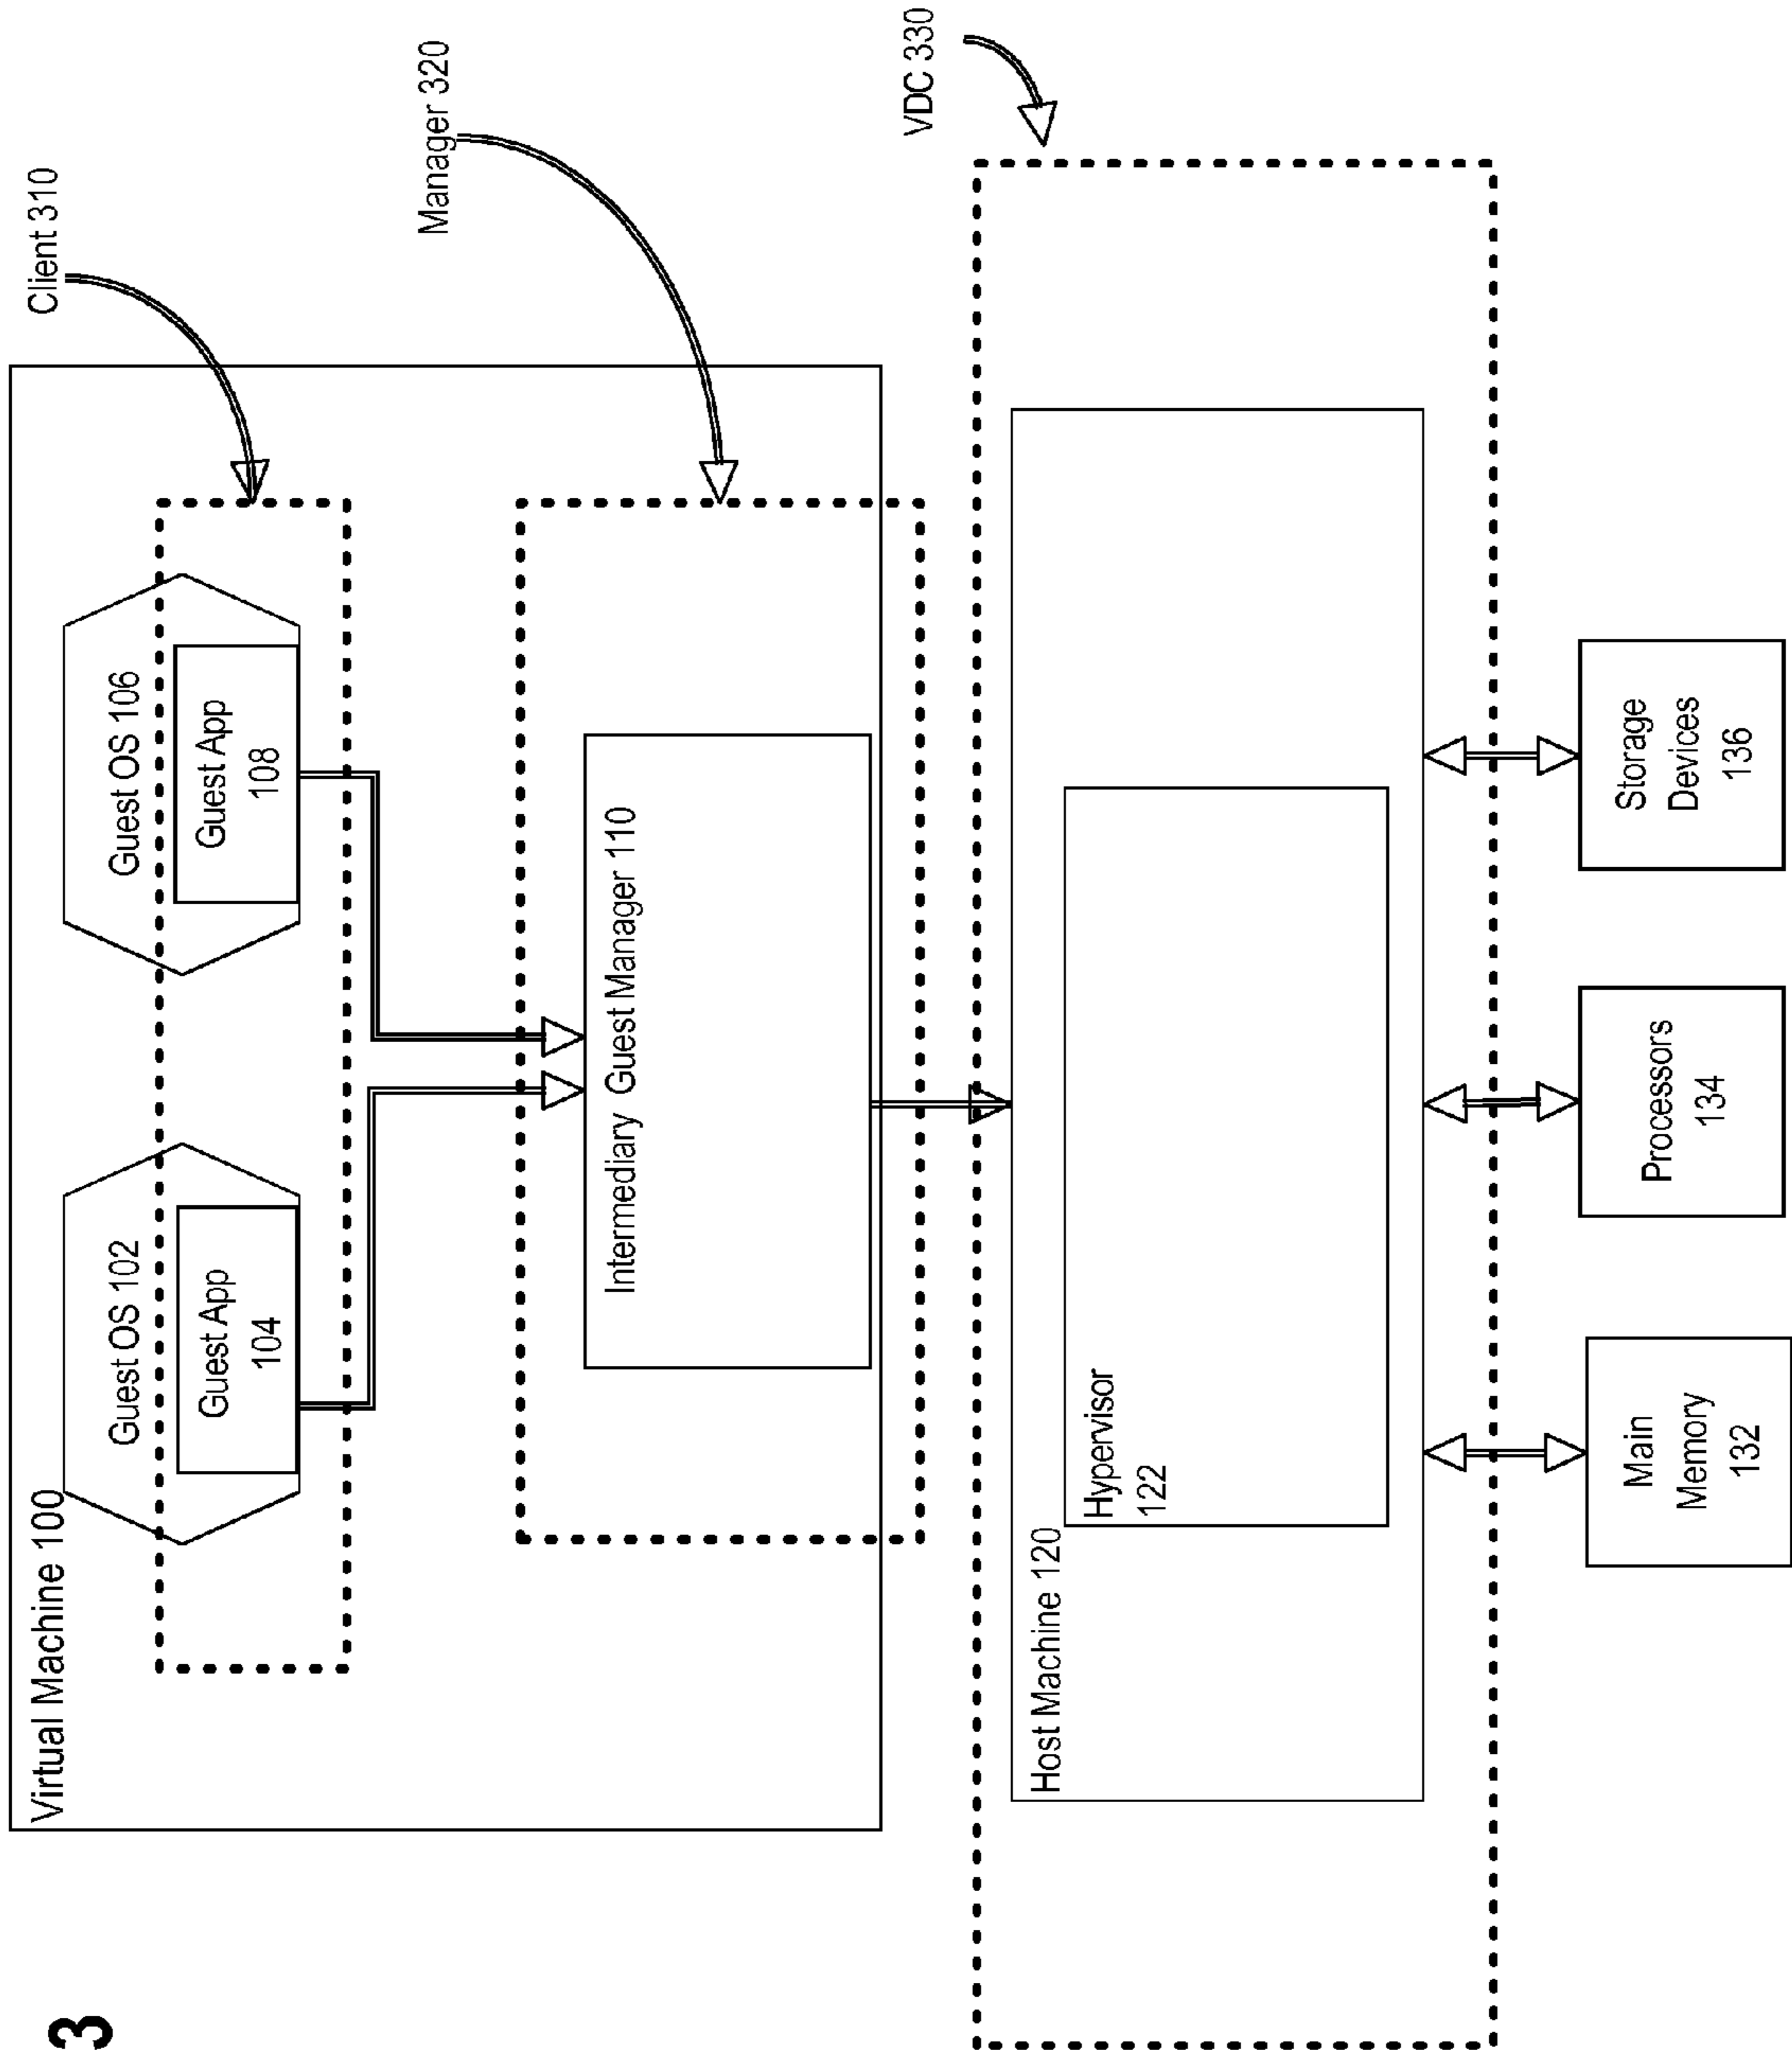 3
Virtual Machine 100
Client 310
Guest OS 102
Guest App
104
Guest OS 106
Guest App
108
Manager 320
Intermediary Guest Manager 110
VDC 330
Host Machine 120
Hypervisor
122
Main
Memory
132
Processors
134
Storage
Devices
136